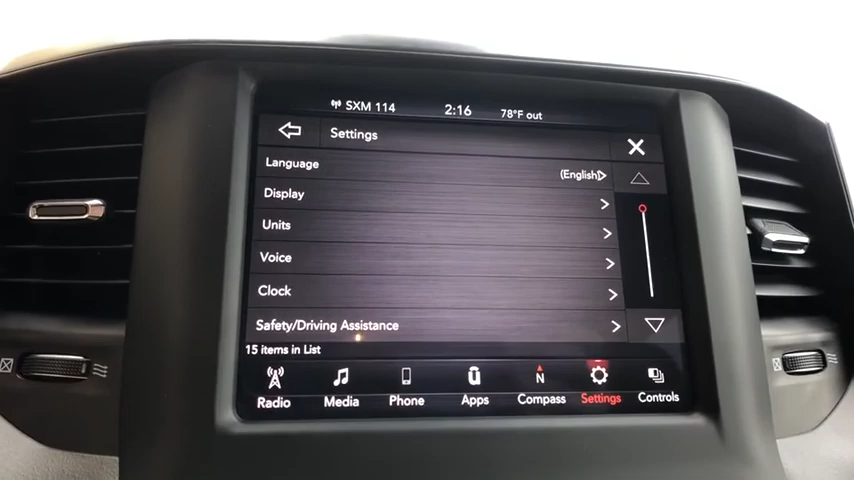 SXM 114 2:16 78°F out
Settings
Language (English)
Display
Units
Voice
Clock
Safety/Driving Assistance
15 items in List
N
Radio Media Phone Apps Compass Settings Controls